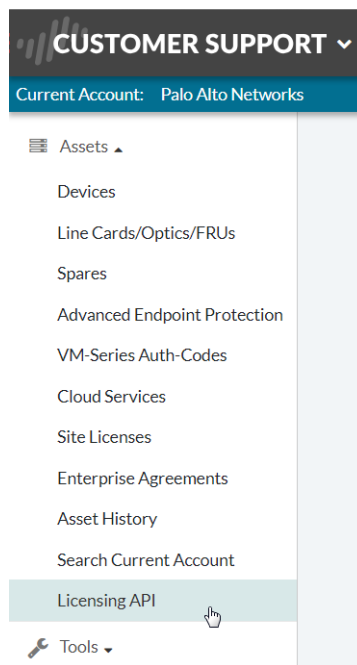 CUSTOMER SUPPORT
Current Account: Palo Alto Networks
Assets
Devices
Line Cards/Optics/FRUs
Spares
Advanced Endpoint Protection
VM-Series Auth-Codes
Cloud Services
Site Licenses
Enterprise Agreements
Asset History
Search Current Account
Licensing API
Tools